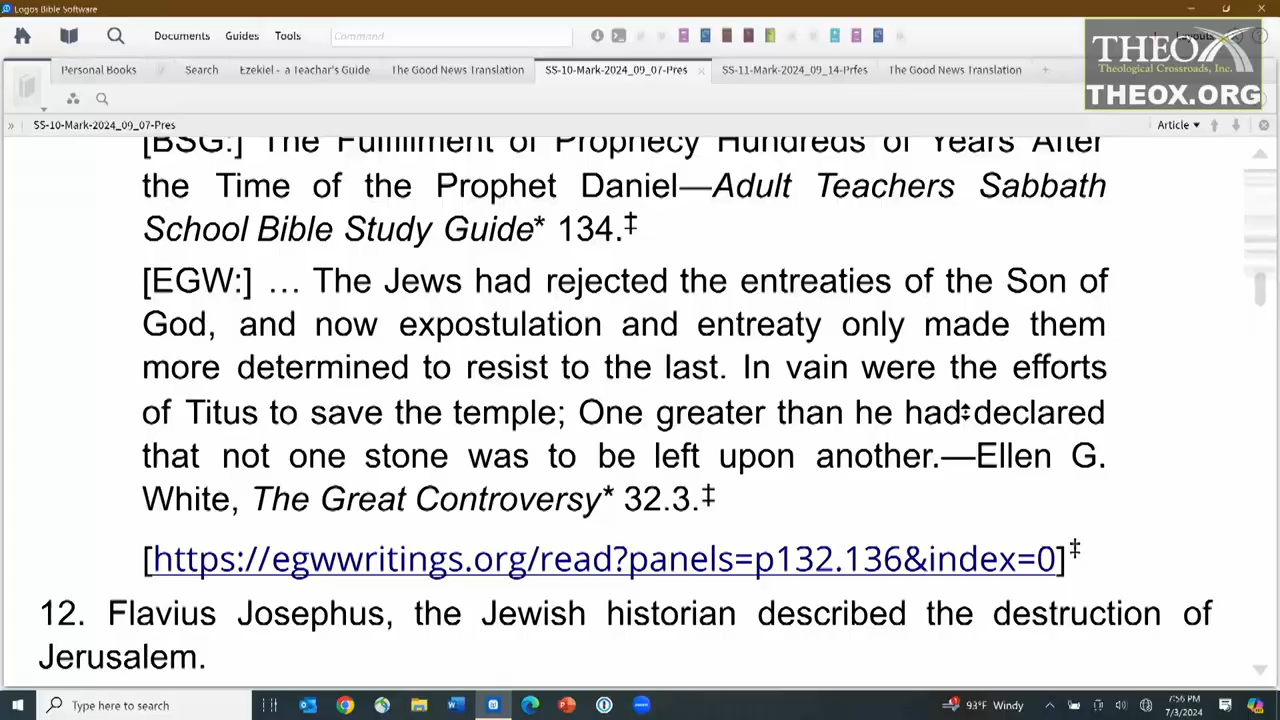 Logos Bible Software
Documents Guides Tools Command
THEOX
Theological Crossroads, Inc.
THEOX.ORG
Personal Books Search Ezekiel - a Teacher's Guide SS-10-Mark-2024_09_07-Pres SS-11-Mark-2024_09_14-Prfes The Good News Translation
SS-10-Mark-2024_09_07-Pres Article
[BSG:] The Fulfillment of Prophecy Hundreds of Years After
the Time of the Prophet Daniel—Adult Teachers Sabbath
School Bible Study Guide* 134.‡
[EGW:] … The Jews had rejected the entreaties of the Son of
God, and now expostulation and entreaty only made them
more determined to resist to the last. In vain were the efforts
of Titus to save the temple; One greater than he had declared
that not one stone was to be left upon another.—Ellen G.
White, The Great Controversy* 32.3.‡
[https://egwwritings.org/read?panels=p132.136&index=0]‡
12. Flavius Josephus, the Jewish historian described the destruction of
Jerusalem.
Type here to search 93°F Windy 7:56 PM
7/3/2024